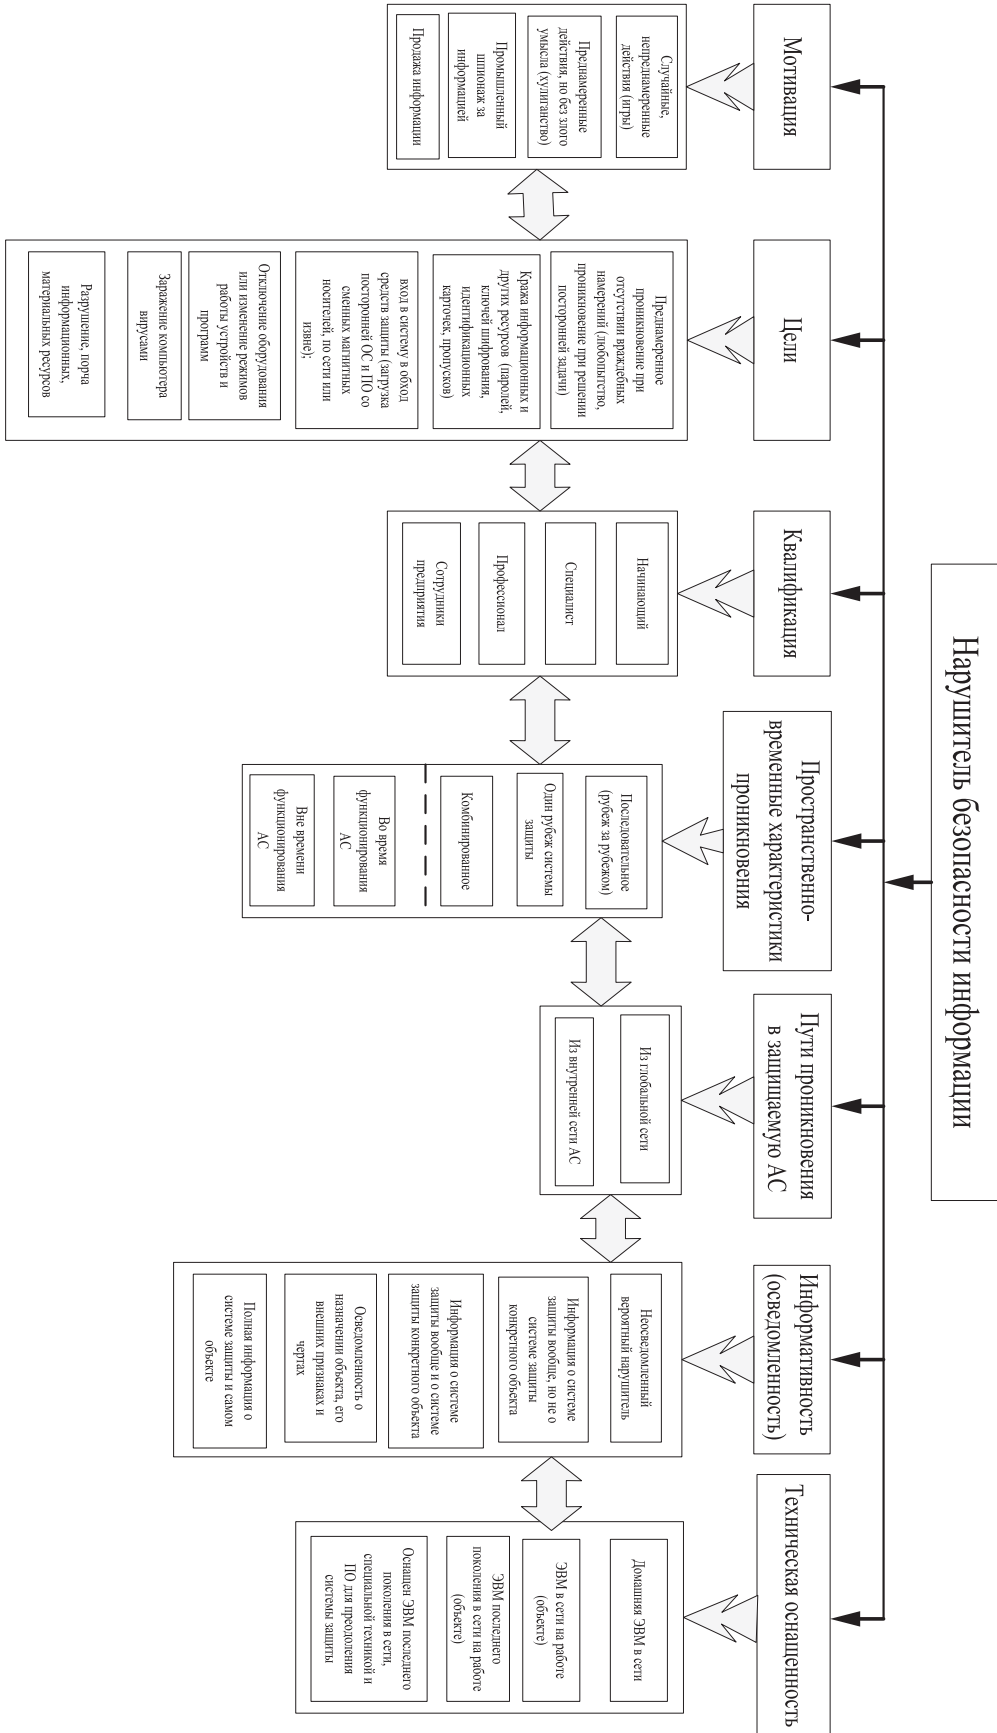 Нарушитель безопасности информации
Мотивация
Случайные,
непреднамеренные
действия (игры)
Преднамеренные
действия, но без злого
умысла (хулиганство)
Промышленный
шпионаж за
информацией
Продажа информации
Цели
Преднамеренное
проникновение при
отсутствии враждебных
намерений (любопытство,
проникновение при решении
посторонней задачи)
Кража информационных и
других ресурсов (паролей,
ключей шифрования,
идентификационных
карточек, пропусков)
вход в систему в обход
средств защиты (загрузка
посторонней ОС и ПО со
сменных магнитных
носителей, по сети или
извне);
Отключение оборудования
или изменение режимов
работы устройств и
программ
Заражение компьютера
вирусами
Разрушение, порча
информационных,
материальных ресурсов
Квалификация
Начинающий
Специалист
Профессионал
Сотрудники
предприятия
Пространственно-
временные характеристики
проникновения
Последовательное
(рубеж за рубежом)
Один рубеж системы
защиты
Комбинированное
Во время
функционирования
АС
Вне времени
функционирования
АС
Пути проникновения
в защищаемую АС
Из глобальной сети
Из внутренней сети АС
Информативность
(осведомленность)
Неосведомленный
вероятный нарушитель
Информация о системе
защиты вообще, но не о
системе защиты
конкретного объекта
Информация о системе
защиты вообще и о системе
защиты конкретного объекта
Осведомленность о
назначении объекта, его
внешних признаках и
чертах
Полная информация о
системе защиты и самом
объекте
Техническая оснащенность
Домашняя ЭВМ в сети
ЭВМ в сети на работе
(объекте)
ЭВМ последнего
поколения в сети на работе
(объекте)
Оснащен ЭВМ последнего
поколения в сети,
специальной техникой и
ПО для преодоления
системы защиты